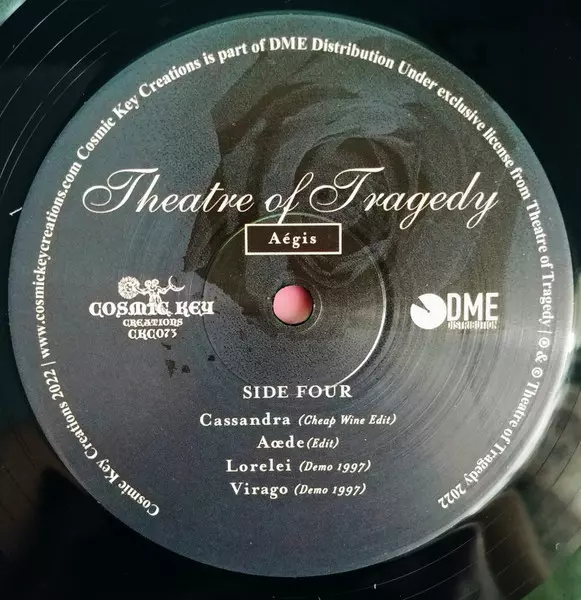 Cosmic Key Creations 2022 | www.cosmickeycreations.com Cosmic Key Creations is part of DME Distribution Under exclusive license from Theatre of Tragedy | ℗ & © Theatre of Tragedy 2022
Theatre of Tragedy
Aégis
COSMIC KEY
CREATIONS
CKC073
DME
DISTRIBUTION
SIDE FOUR
Cassandra (Cheap Wine Edit)
Aœde (Edit)
Lorelei (Demo 1997)
Virago (Demo 1997)